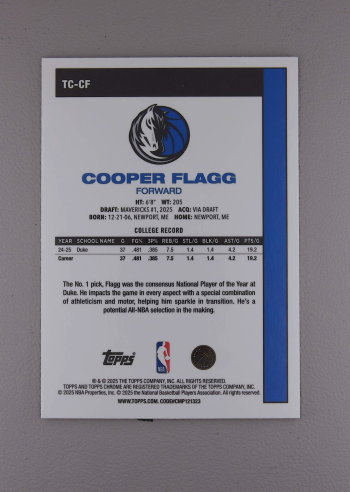 TC-CF
COOPER FLAGG
FORWARD
HT: 6'8" WT: 205
DRAFT: MAVERICKS #1, 2025 ACQ: VIA DRAFT
BORN: 12-21-06, NEWPORT, ME HOME: NEWPORT, ME
COLLEGE RECORD
YEAR SCHOOL NAME G FG% 3P% REB/G STL/G BLK/G AST/G PTS/G
24-25 Duke 37 .481 .385 7.5 1.4 1.4 4.2 19.2
Career 37 .481 .385 7.5 1.4 1.4 4.2 19.2
The No. 1 pick, Flagg was the consensus National Player of the Year at
Duke. He impacts the game in every aspect with a special combination
of athleticism and motor, helping him sparkle in transition. He's a
potential All-NBA selection in the making.
Topps NBA
® & © 2025 THE TOPPS COMPANY, INC. ALL RIGHTS RESERVED.
TOPPS AND TOPPS CHROME ARE REGISTERED TRADEMARKS OF THE TOPPS COMPANY, INC.
© 2025 NBA Properties, Inc. © 2025 the National Basketball Players Association. All rights reserved.
WWW.TOPPS.COM. CODE#CMP121323